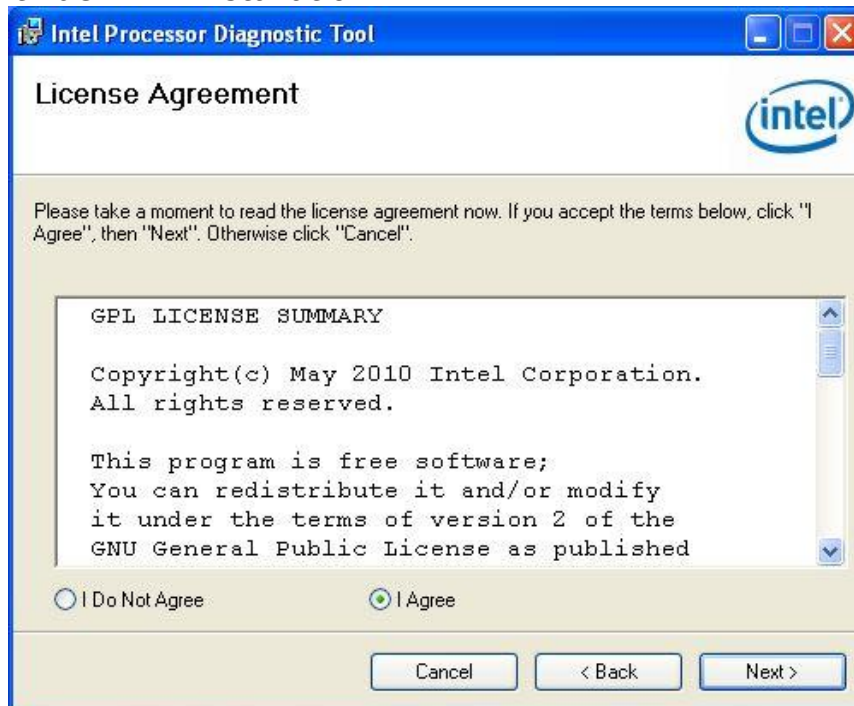 Intel Processor Diagnostic Tool
License Agreement
intel
Please take a moment to read the license agreement now. If you accept the terms below, click "I
Agree", then "Next". Otherwise click "Cancel".
GPL LICENSE SUMMARY
Copyright(c) May 2010 Intel Corporation.
All rights reserved.
This program is free software;
You can redistribute it and/or modify
it under the terms of version 2 of the
GNU General Public License as published
I Do Not Agree
I Agree
Cancel
< Back
Next >